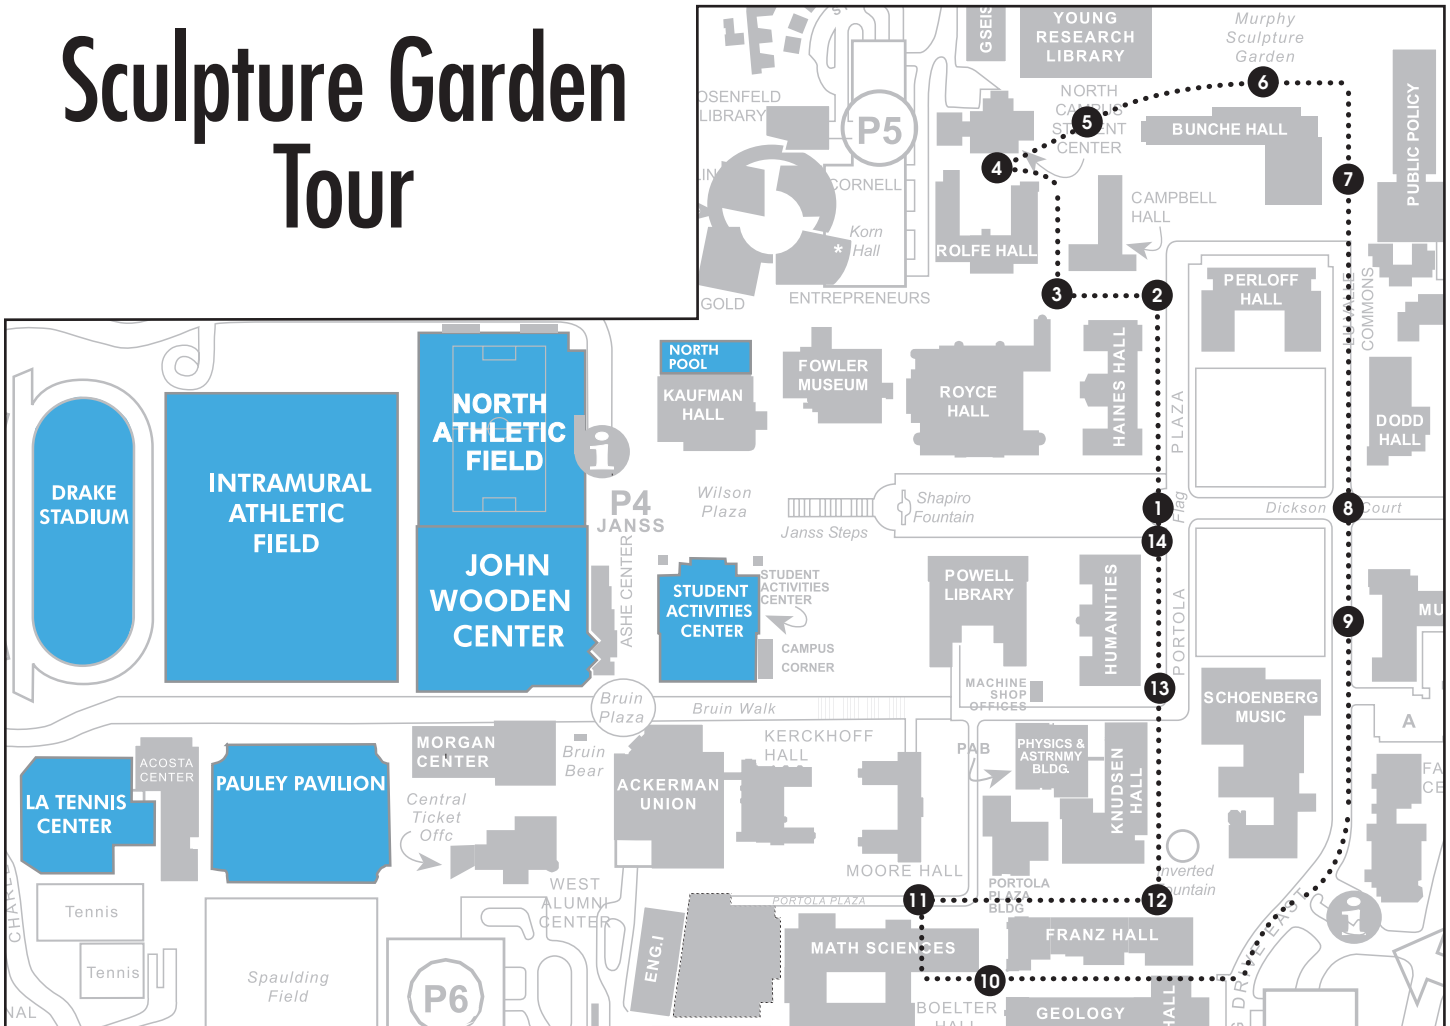 Sculpture Garden
Tour
GSEIS
YOUNG
RESEARCH
LIBRARY
Murphy
Sculpture
Garden
6
OSENFELD
LIBRARY
P5
NORTH
CAMPUS
STUDENT
CENTER
5
BUNCHE HALL
PUBLIC POLICY
4
7
CORNELL
CAMPBELL
HALL
Korn
Hall
*
ROLFE HALL
GOLD
ENTREPRENEURS
3
2
PERLOFF
HALL
COMMONS
NORTH
POOL
KAUFMAN
HALL
FOWLER
MUSEUM
ROYCE
HALL
HAINES HALL
PLAZA
DODD
HALL
NORTH
ATHLETIC
FIELD
i
INTRAMURAL
ATHLETIC
FIELD
DRAKE
STADIUM
P4
JANSS
Wilson
Plaza
Janss Steps
Shapiro
Fountain
1
Flag
Dickson
8
Court
14
JOHN
WOODEN
CENTER
ASHE CENTER
STUDENT
ACTIVITIES
CENTER
STUDENT
ACTIVITIES
CENTER
CAMPUS
CORNER
POWELL
LIBRARY
HUMANITIES
PORTOLA
9
MU
MACHINE
SHOP
OFFICES
13
SCHOENBERG
MUSIC
A
Bruin
Plaza
Bruin Walk
ACOSTA
CENTER
PAULEY PAVILION
LA TENNIS
CENTER
MORGAN
CENTER
Bruin
Bear
Central
Ticket
Offc
ACKERMAN
UNION
KERCKHOFF
HALL
PAB
PHYSICS &
ASTRNMY
BLDG.
KNUDSEN
HALL
FA
CE
MOORE HALL
Inverted
Fountain
WEST
ALUMNI
CENTER
PORTOLA PLAZA
11
PORTOLA
PLAZA
BLDG
12
Tennis
Tennis
CHARLE
NAL
Spaulding
Field
P6
ENG.I
MATH SCIENCES
FRANZ HALL
DRIVE EAST
i
10
BOELTER
HALL
GEOLOGY
HALL